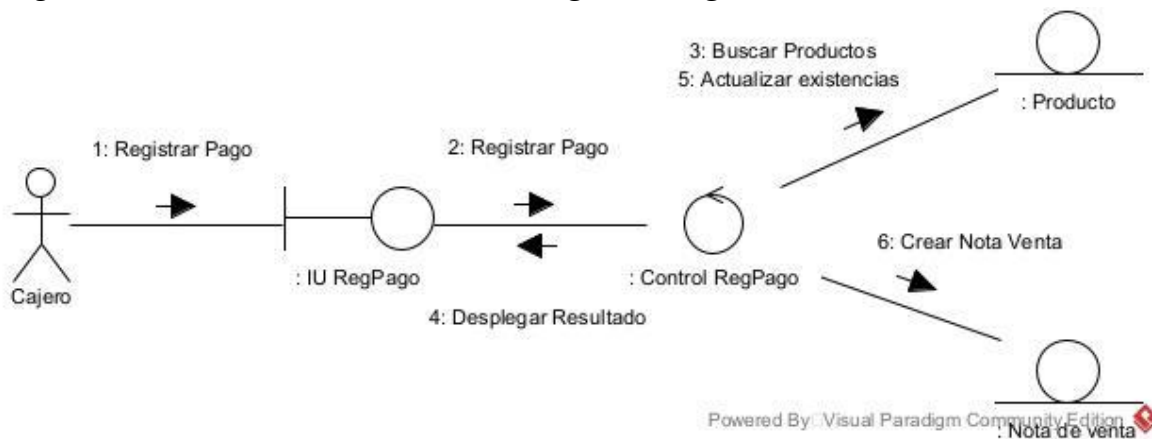 3: Buscar Productos
5: Actualizar existencias
: Producto
1: Registrar Pago
2: Registrar Pago
6: Crear Nota Venta
: IU RegPago
: Control RegPago
Cajero
4: Desplegar Resultado
Powered By Visual Paradigm Community Edition
: Nota de venta